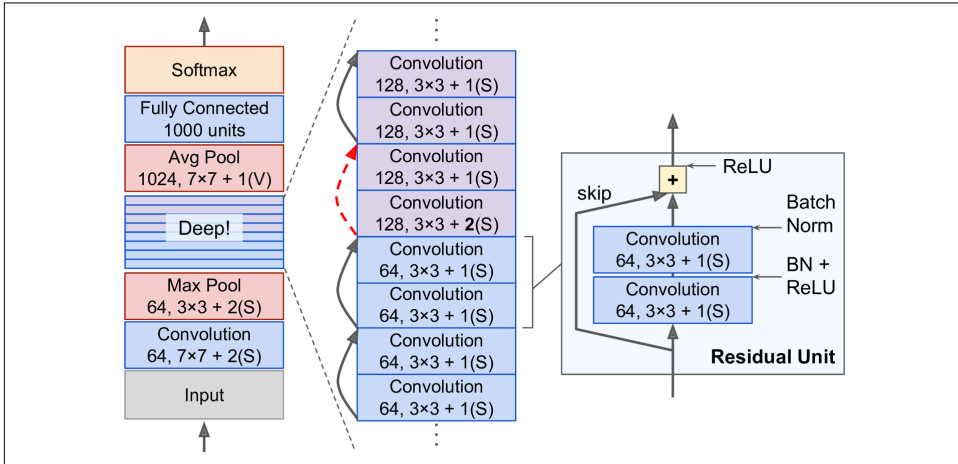 Softmax
Fully Connected
1000 units
Avg Pool
1024, 7×7 + 1(V)
Deep!
Max Pool
64, 3×3 + 2(S)
Convolution
64, 7×7 + 2(S)
Input
Convolution
128, 3×3 + 1(S)
Convolution
128, 3×3 + 1(S)
Convolution
128, 3×3 + 1(S)
Convolution
128, 3×3 + 2(S)
Convolution
64, 3×3 + 1(S)
Convolution
64, 3×3 + 1(S)
Convolution
64, 3×3 + 1(S)
Convolution
64, 3×3 + 1(S)
+
ReLU
skip
Batch
Norm
Convolution
64, 3×3 + 1(S)
BN +
ReLU
Convolution
64, 3×3 + 1(S)
Residual Unit